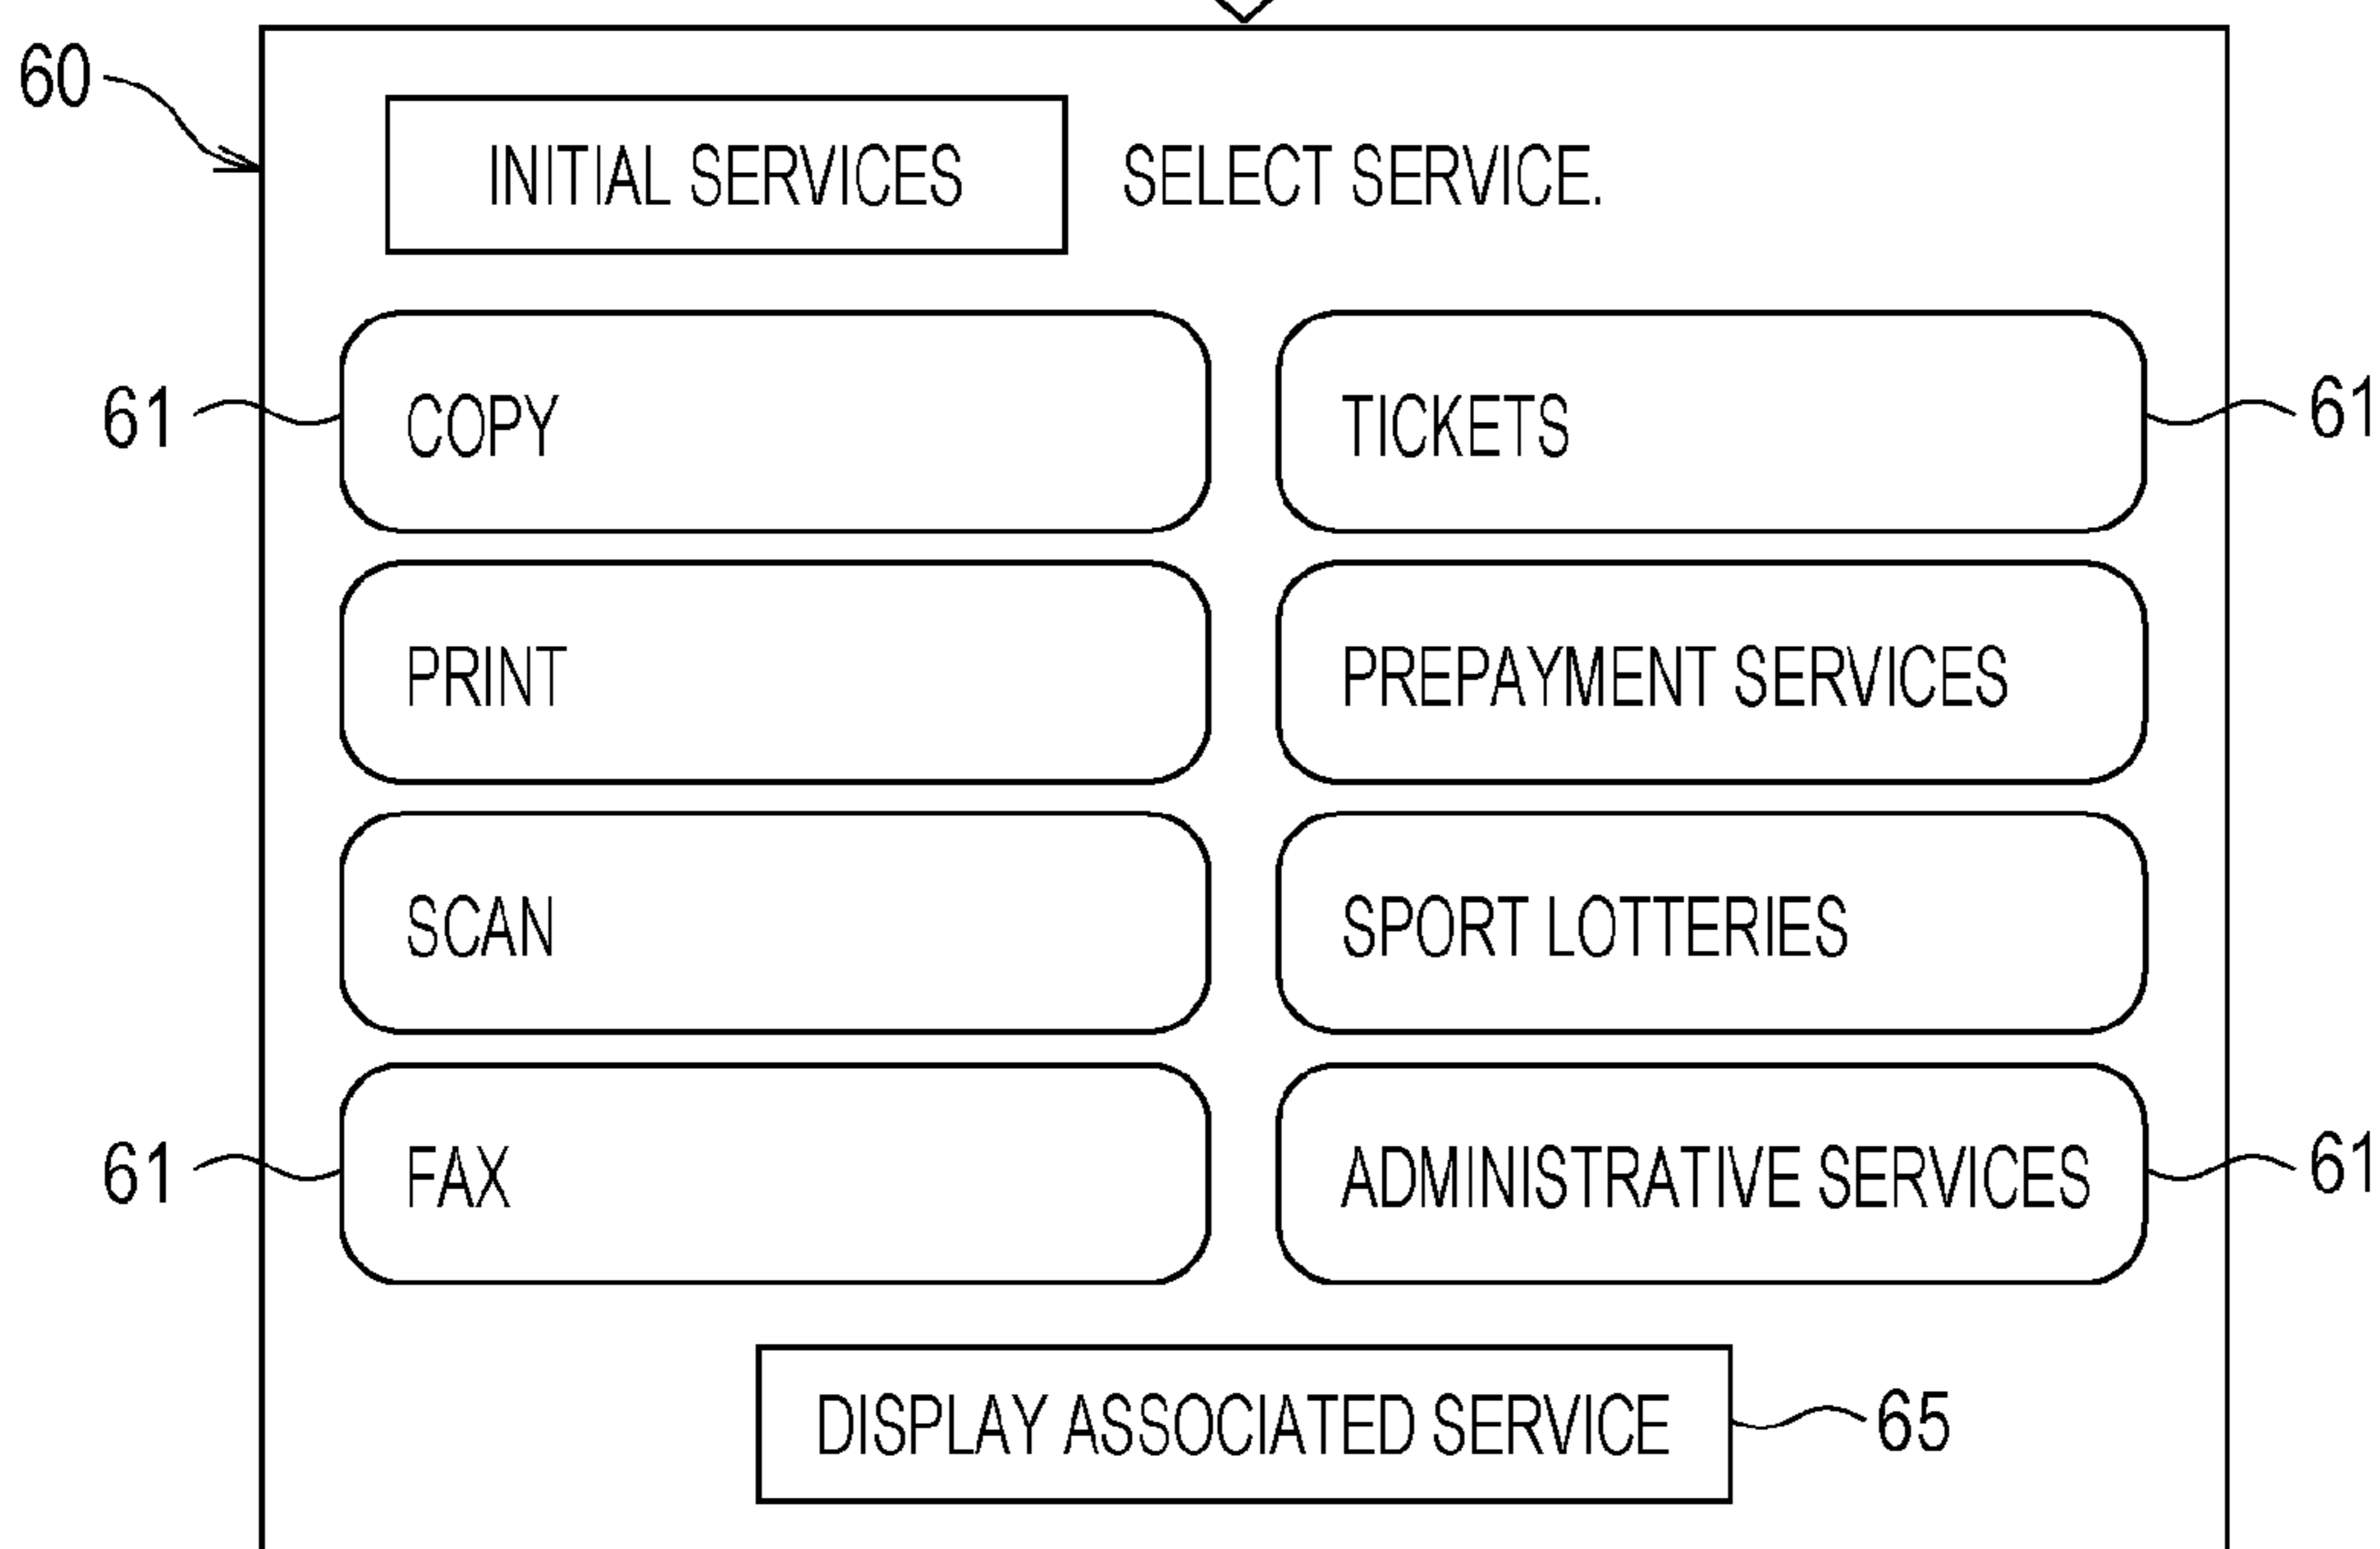 60
INITIAL SERVICES SELECT SERVICE.
61 COPY TICKETS 61
PRINT PREPAYMENT SERVICES
SCAN SPORT LOTTERIES
61 FAX ADMINISTRATIVE SERVICES 61
DISPLAY ASSOCIATED SERVICE 65